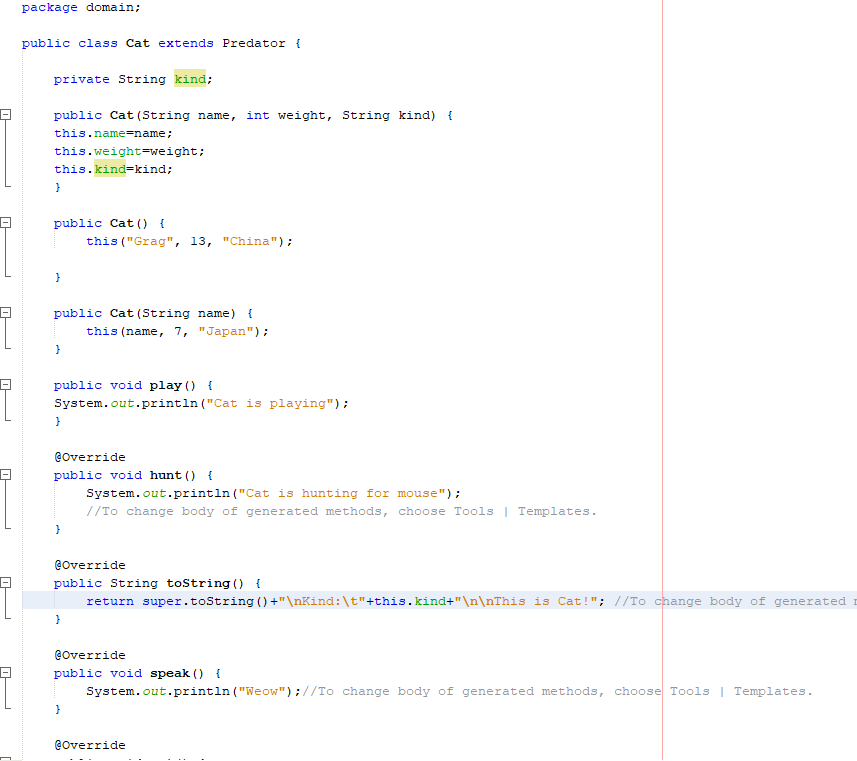 package domain;
public class Cat extends Predator {
private String kind;
public Cat(String name, int weight, String kind) {
this.name=name;
this.weight=weight;
this.kind=kind;
}
public Cat() {
this("Grag", 13, "China");
}
public Cat(String name) {
this(name, 7, "Japan");
}
public void play() {
System.out.println("Cat is playing");
}
@Override
public void hunt() {
System.out.println("Cat is hunting for mouse");
//To change body of generated methods, choose Tools | Templates.
}
@Override
public String toString() {
return super.toString()+"\nKind:\t"+this.kind+"\n\nThis is Cat!"; //To change body of generated
}
@Override
public void speak() {
System.out.println("Weow");//To change body of generated methods, choose Tools | Templates.
}
@Override